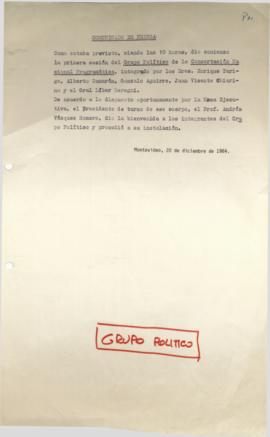 COMUNICADO DE PRENSA
Como estaba previsto, siendo las 10 horas, dio comienzo
la primera sesión del Grupo Político de la Concertación Na
cional Programática, integrado por los Dres. Enrique Tari-
go, Alberto Zumarán, Gonzalo Aguirre, Juan Vicente Chiari-
no y el Gral Líber Seregni.
De acuerdo a lo dispuesto oportunamente por la Mesa Ejecu-
tiva, el Presidente de turno de ese cuerpo, el Prof. Andrés
Vázquez Romero, dio la bienvenida a los integrantes del Gru
po Político y procedió a su instalación.
Montevideo, 20 de diciembre de 1984.
GRUPO POLITICO